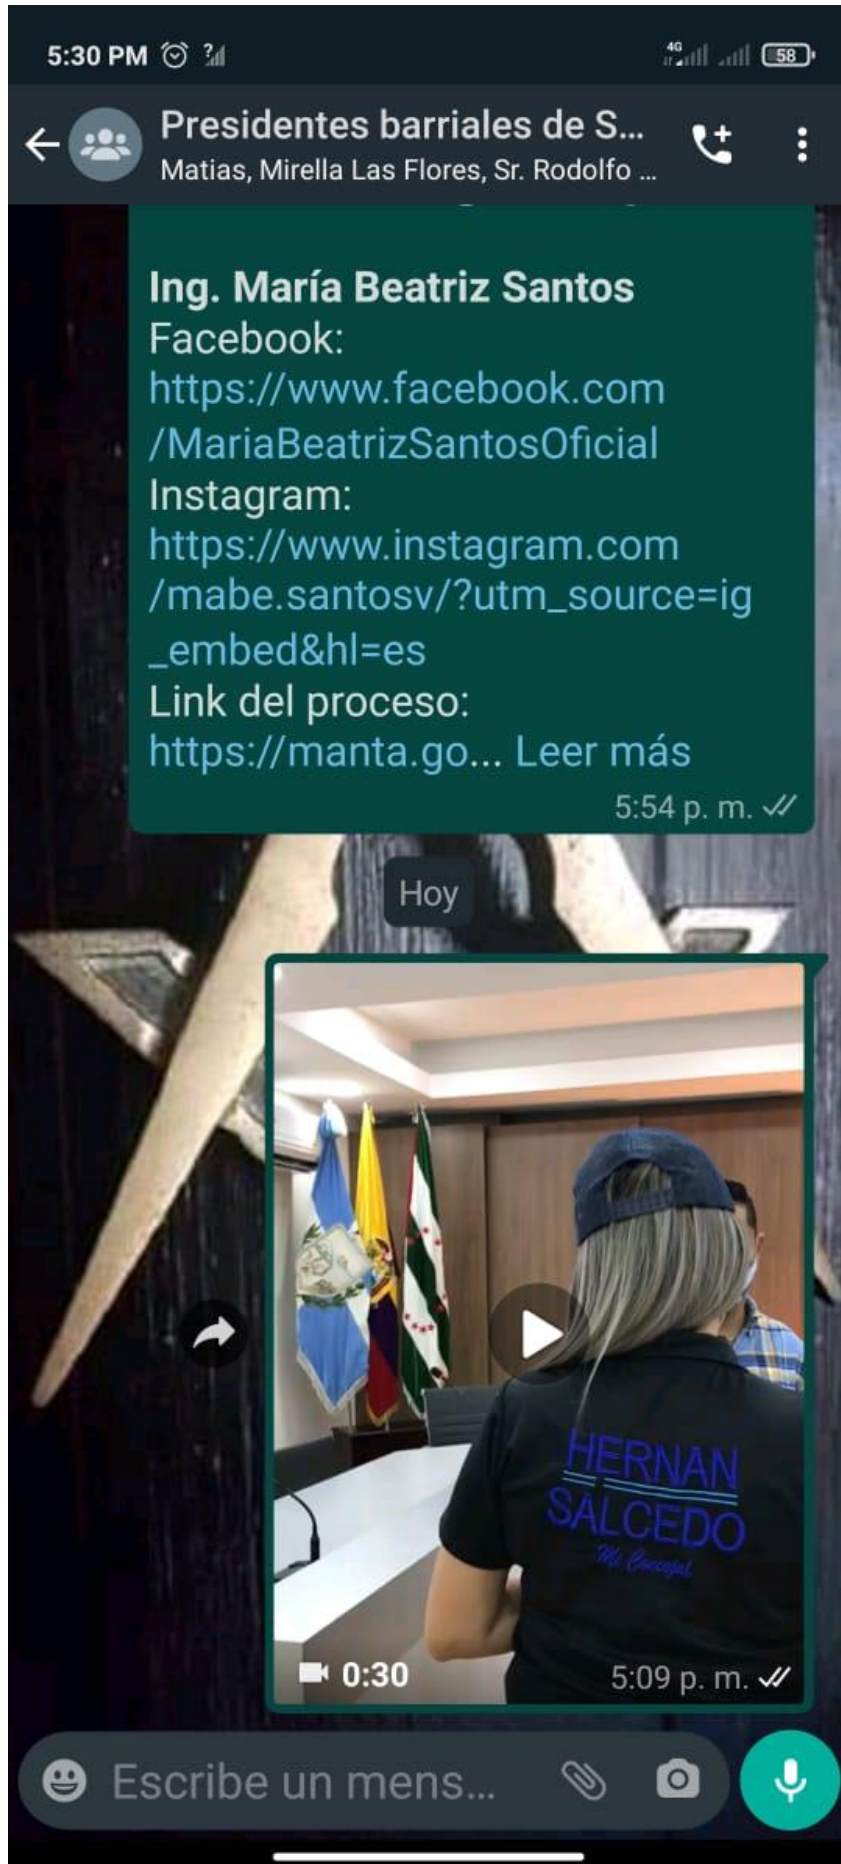 5:30 PM
4G
58
Presidentes barriales de S...
Matias, Mirella Las Flores, Sr. Rodolfo ...
Ing. María Beatriz Santos
Facebook:
https://www.facebook.com
/MariaBeatrizSantosOficial
Instagram:
https://www.instagram.com
/mabe.santosv/?utm_source=ig
_embed&hl=es
Link del proceso:
https://manta.go... Leer más
5:54 p. m.
Hoy
HERNAN
SALCEDO
Mi Concejal
0:30
5:09 p. m.
Escribe un mens...